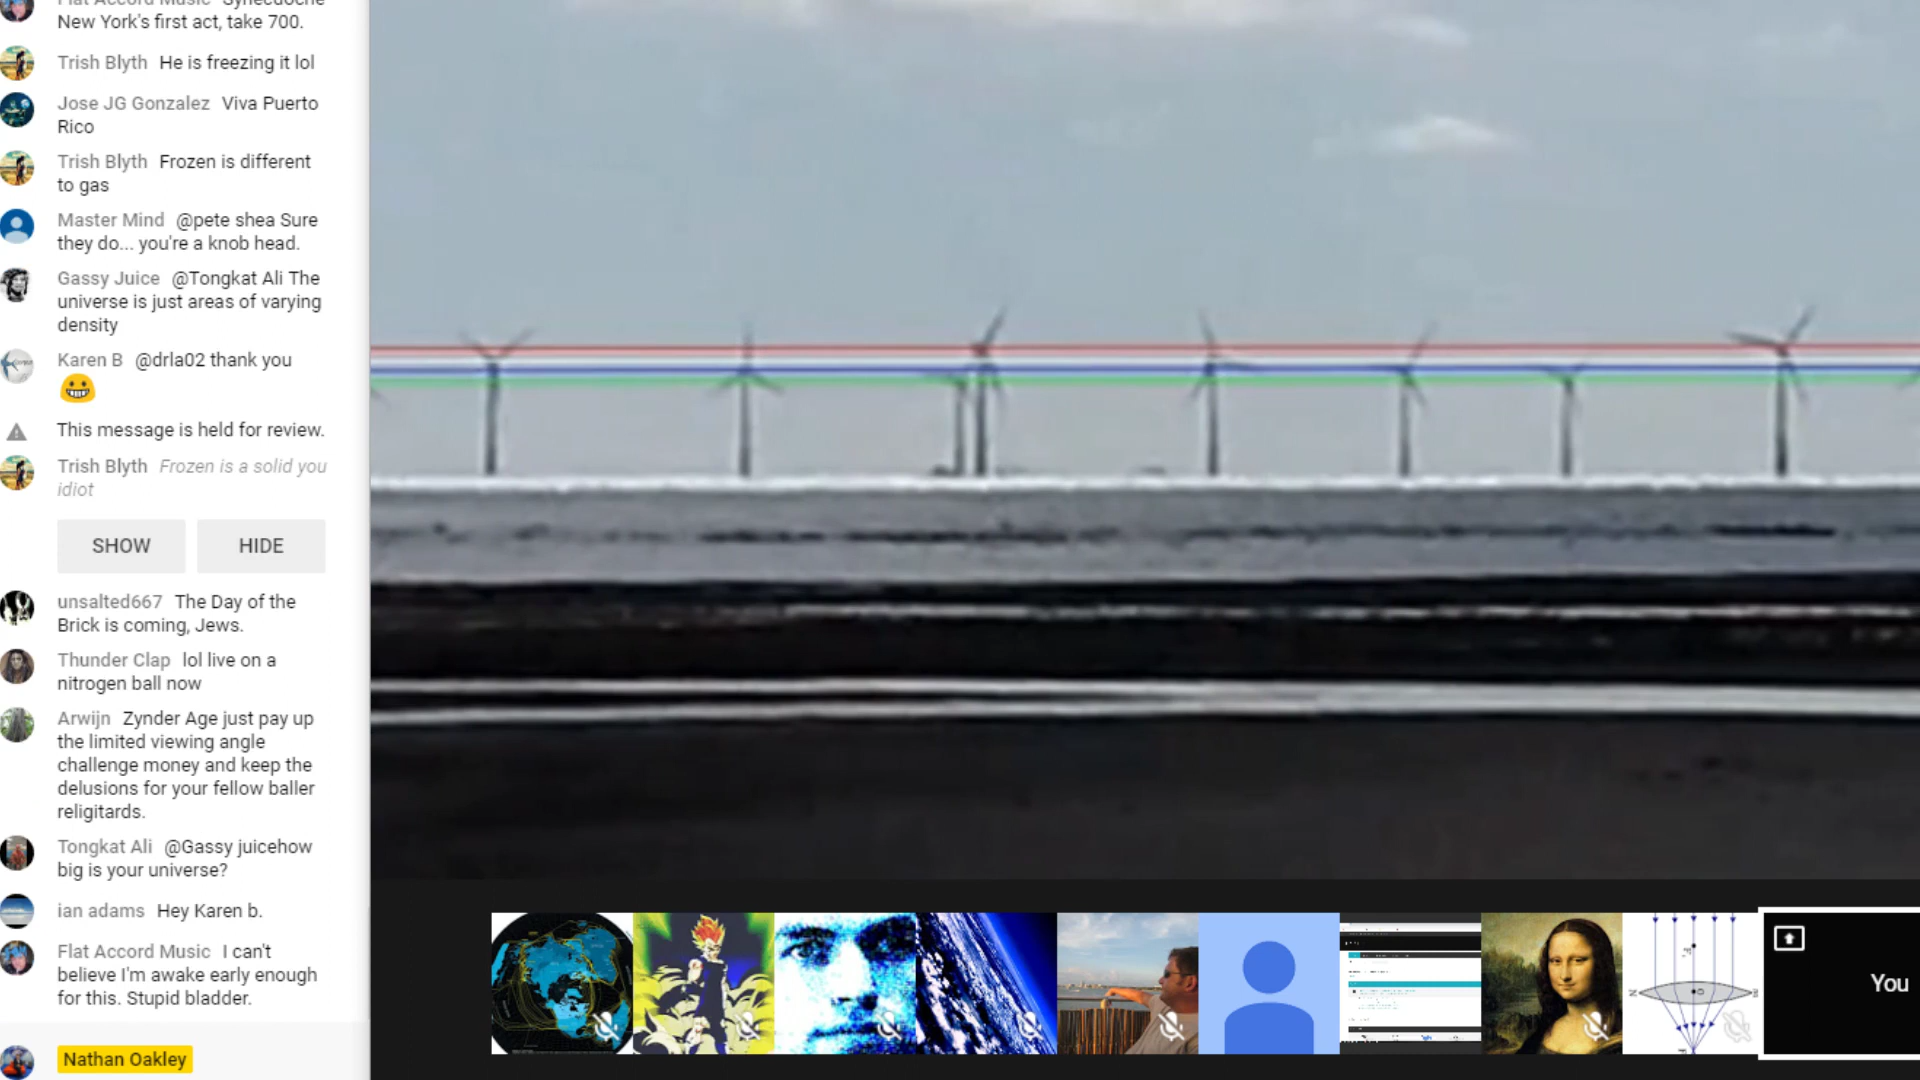 Flat Accord Music Synecdoche
New York's first act, take 700.
Trish Blyth He is freezing it lol
Jose JG Gonzalez Viva Puerto
Rico
Trish Blyth Frozen is different
to gas
Master Mind @pete shea Sure
they do... you're a knob head.
Gassy Juice @Tongkat Ali The
universe is just areas of varying
density
Karen B @drla02 thank you
This message is held for review.
Trish Blyth Frozen is a solid you
idiot
SHOW HIDE
unsalted667 The Day of the
Brick is coming, Jews.
Thunder Clap lol live on a
nitrogen ball now
Arwijn Zynder Age just pay up
the limited viewing angle
challenge money and keep the
delusions for your fellow baller
religitards.
Tongkat Ali @Gassy juicehow
big is your universe?
ian adams Hey Karen b.
Flat Accord Music I can't
believe I'm awake early enough
for this. Stupid bladder.
Nathan Oakley
You